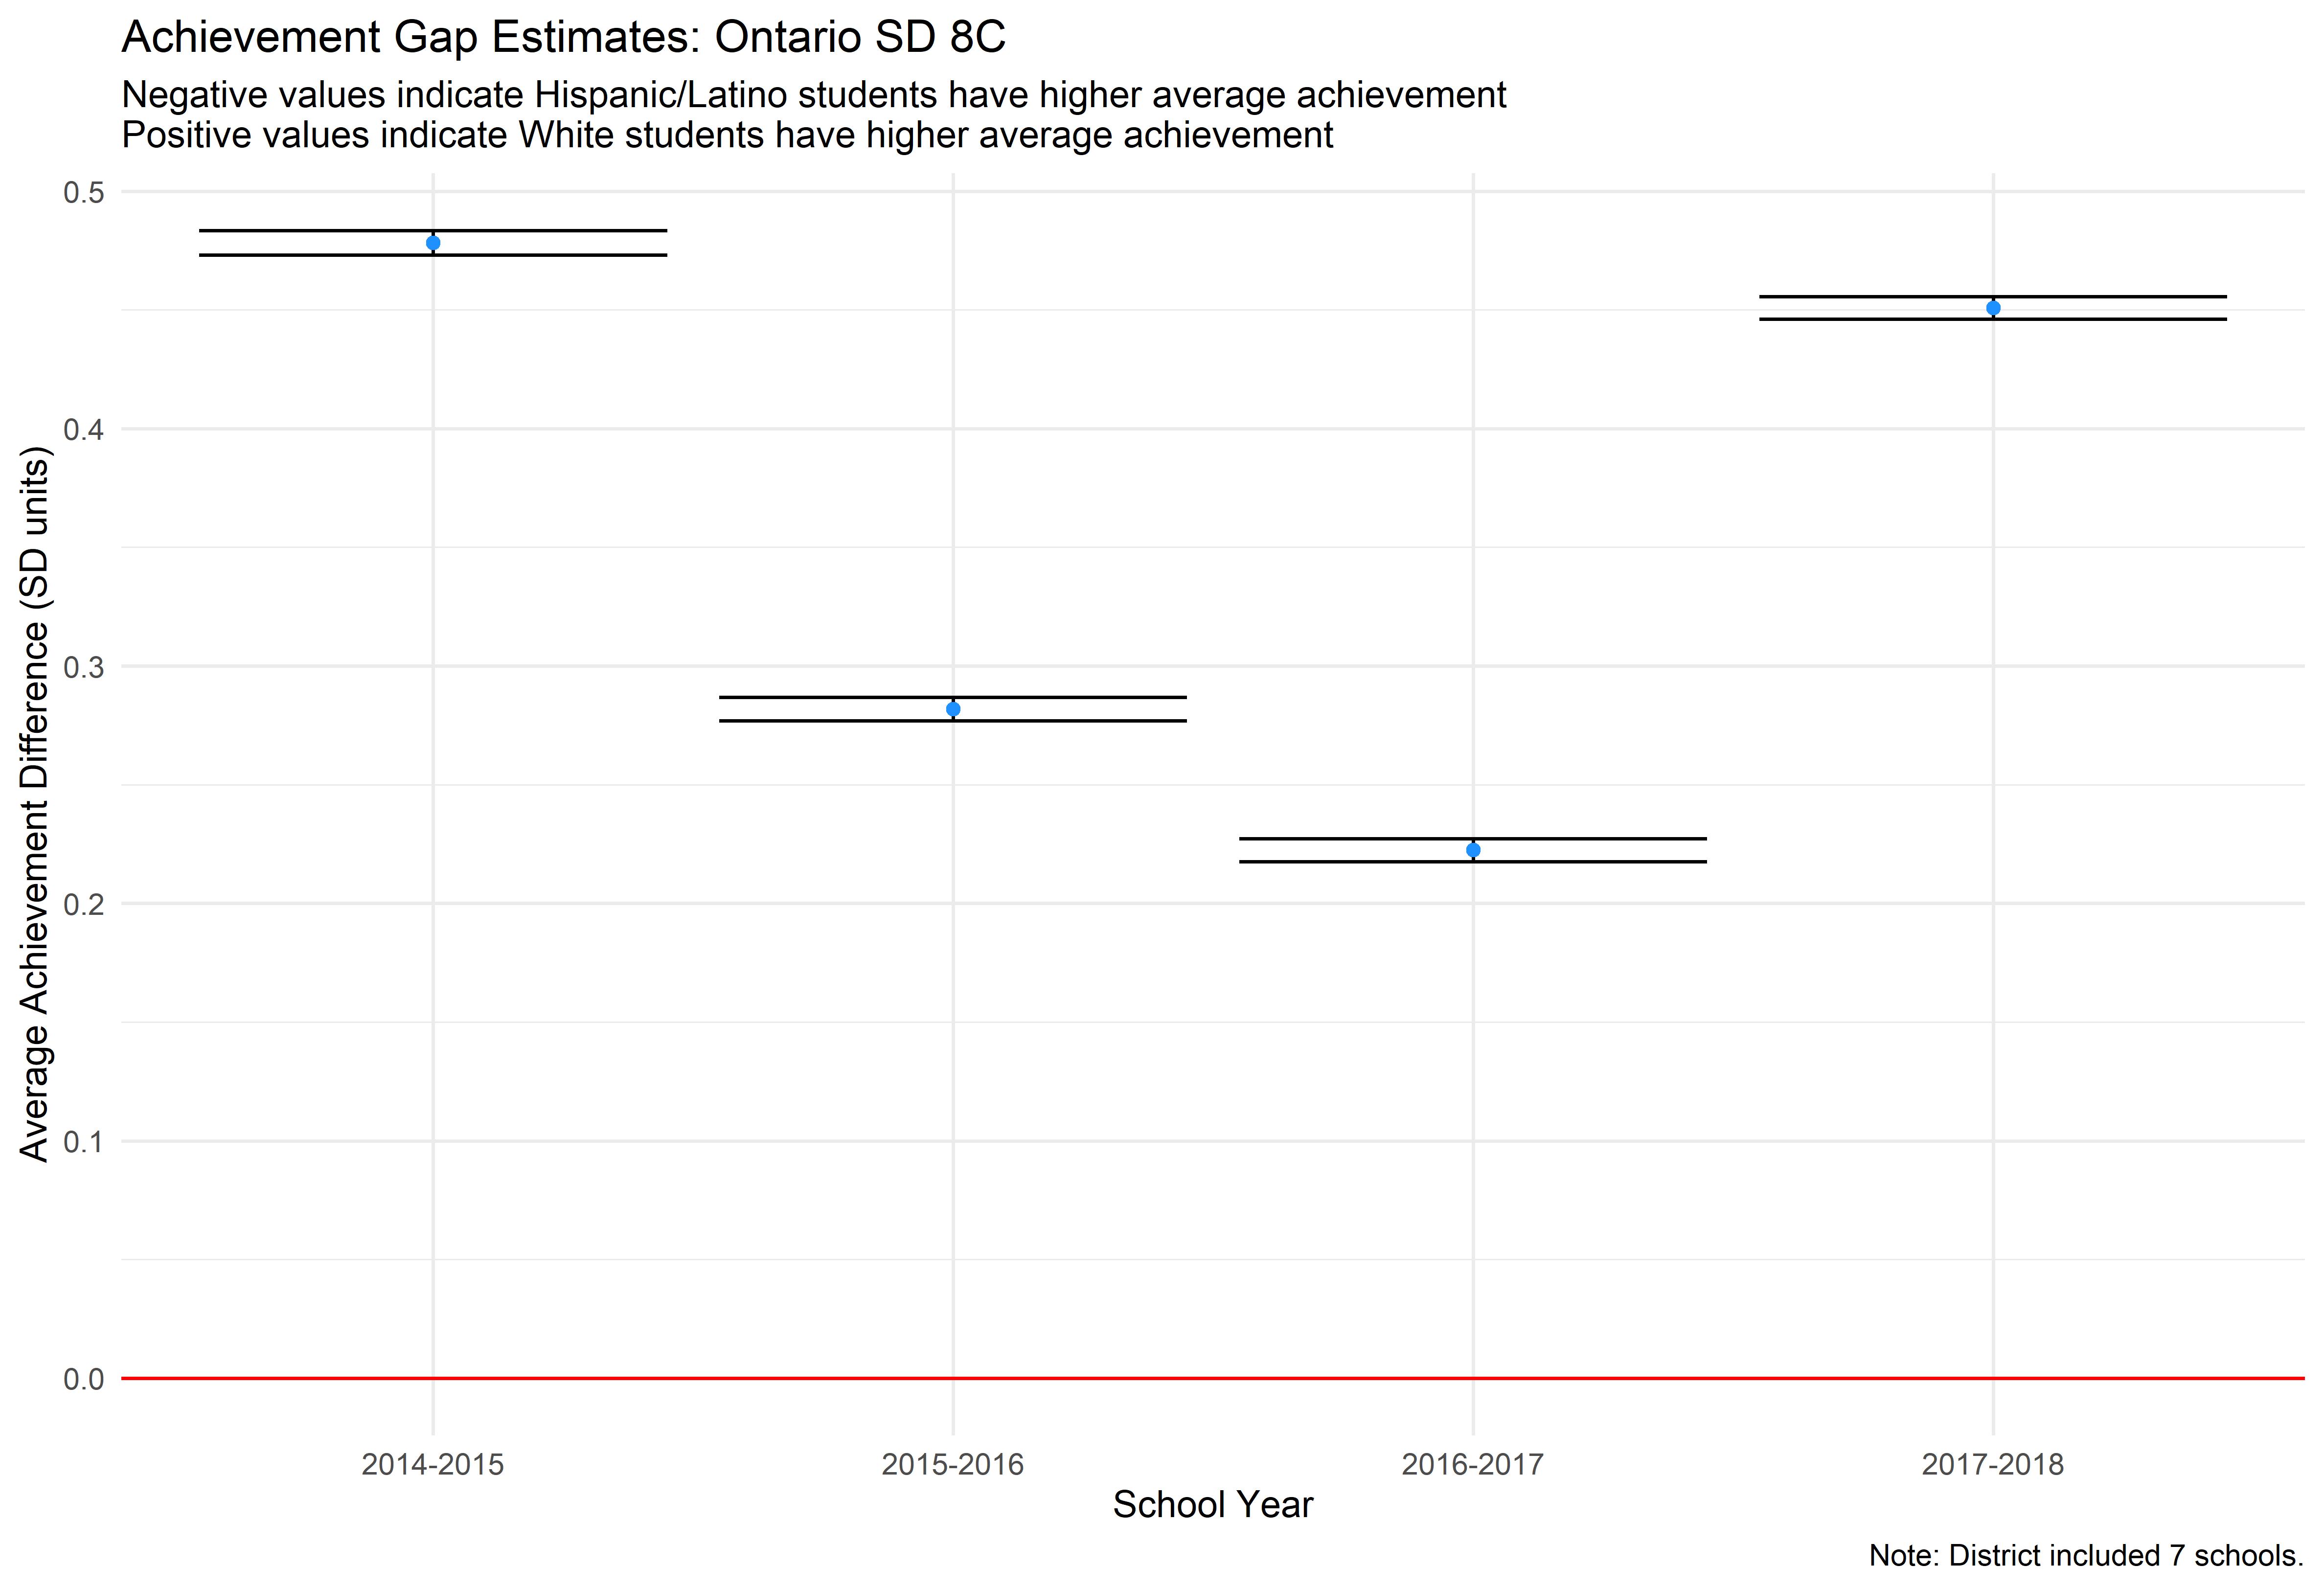 Achievement Gap Estimates: Ontario SD 8C
Negative values indicate Hispanic/Latino students have higher average achievement
Positive values indicate White students have higher average achievement
Average Achievement Difference (SD units)
0.5
0.4
0.3
0.2
0.1
0.0
2014-2015
2015-2016
2016-2017
2017-2018
School Year
Note: District included 7 schools.